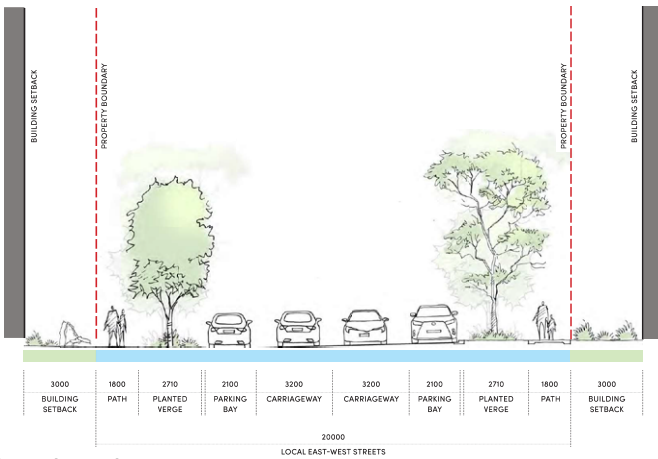 BUILDING SETBACK
PROPERTY BOUNDARY
PROPERTY BOUNDARY
BUILDING SETBACK
3000 1800 2710 2100 3200 3200 2100 2710 1800 3000
BUILDING PATH PLANTED PARKING CARRIAGEWAY CARRIAGEWAY PARKING PLANTED PATH BUILDING
SETBACK VERGE BAY BAY VERGE SETBACK
20000
LOCAL EAST-WEST STREETS